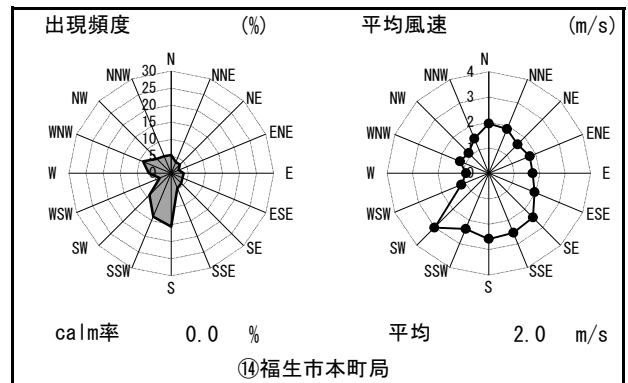 出現頻度 (%) 平均風速 (m/s)
N N
NNW NNE NNW NNE
NW NE NW NE
WNW ENE WNW ENE
W E W E
WSW ESE WSW ESE
SW SE SW SE
SSW SSE SSW SSE
S S
30
25
20
15
10
5
0
4
3
2
1
0
calm率 0.0 % 平均 2.0 m/s
⑭福生市本町局